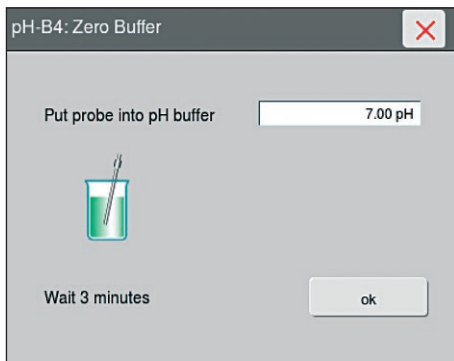 pH-B4: Zero Buffer
Put probe into pH buffer 7.00 pH
Wait 3 minutes
ok